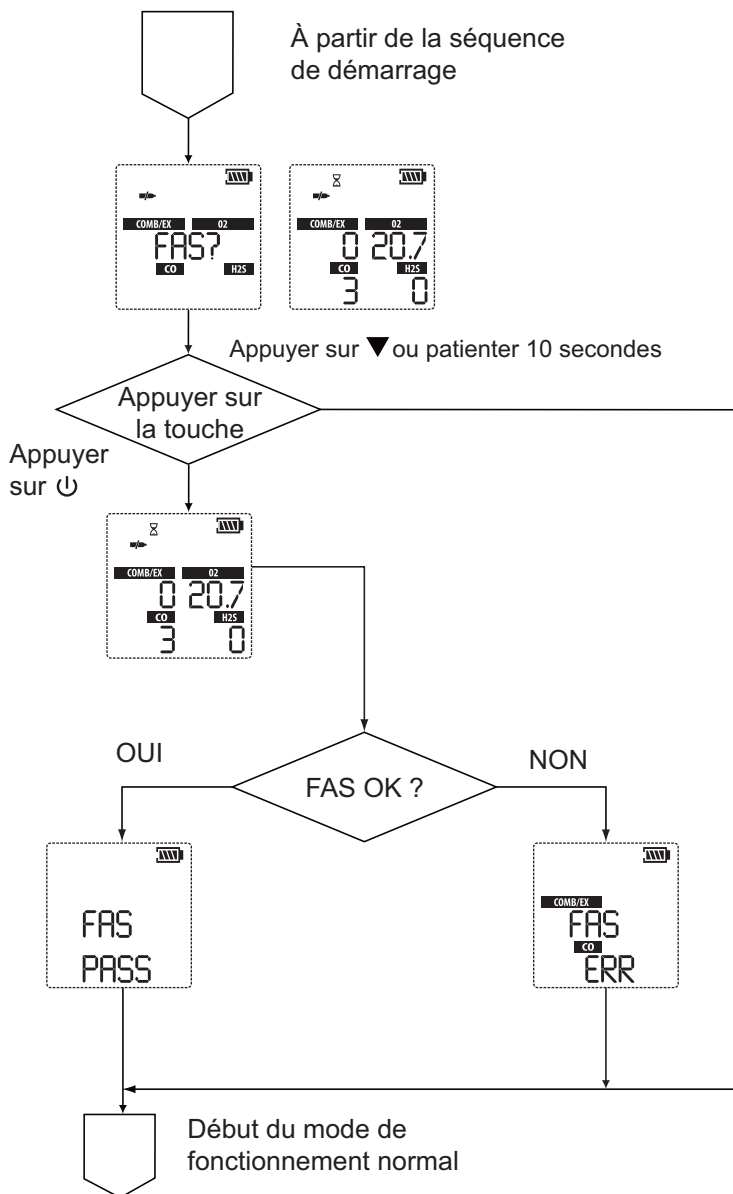 À partir de la séquence
de démarrage
COMB/EX O2
FAS?
CO H2S
COMB/EX O2
0 20.7
CO H2S
3 0
Appuyer sur ▼ ou patienter 10 secondes
Appuyer sur
la touche
Appuyer
sur ⏻
COMB/EX O2
0 20.7
CO H2S
3 0
OUI
NON
FAS OK ?
FAS
PASS
COMB/EX
FAS
CO
ERR
Début du mode de
fonctionnement normal